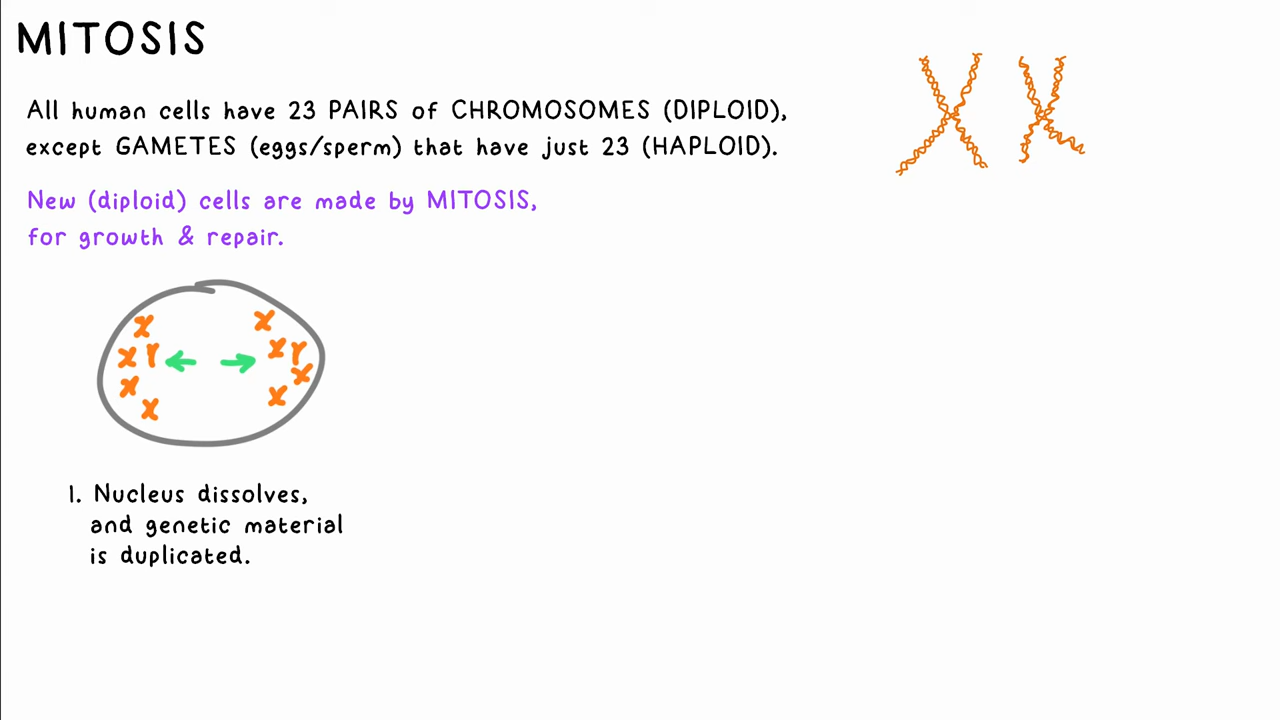 MITOSIS
All human cells have 23 PAIRS of CHROMOSOMES (DIPLOID),
except GAMETES (eggs/sperm) that have just 23 (HAPLOID).
New (diploid) cells are made by MITOSIS,
for growth & repair.
1. Nucleus dissolves,
and genetic material
is duplicated.